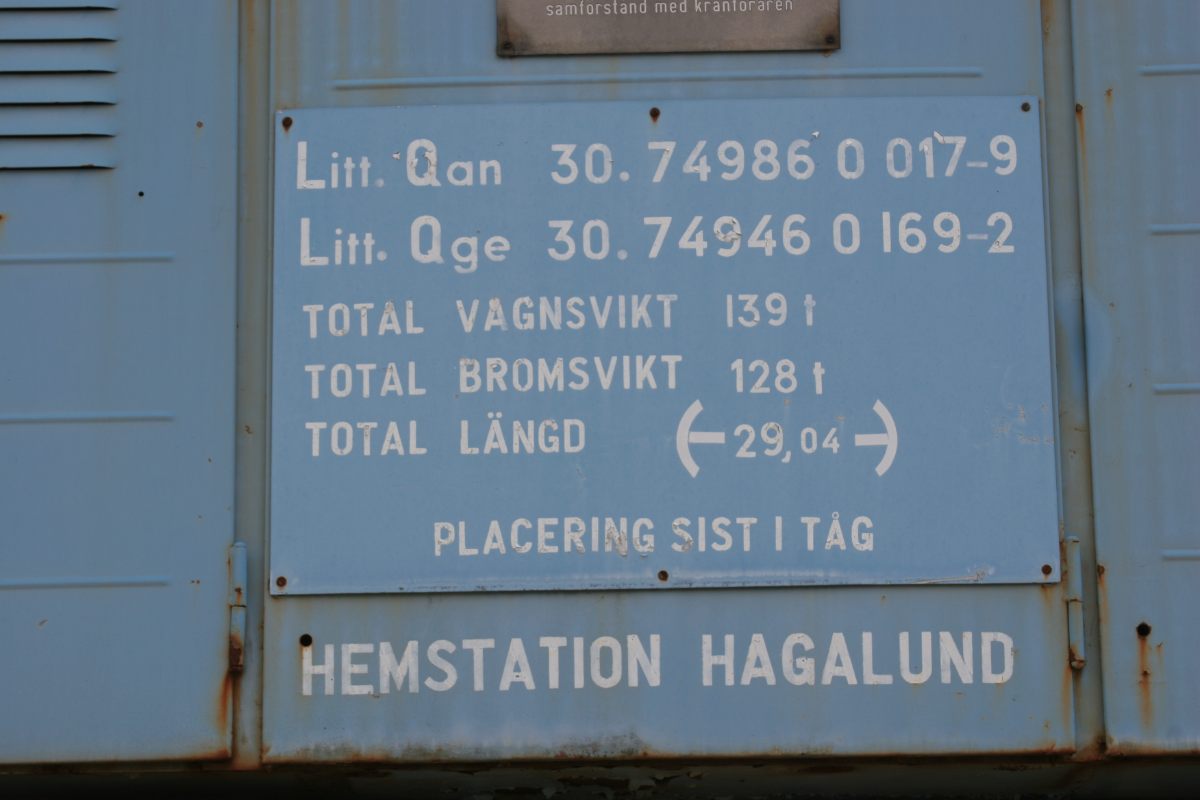 samförstånd med kranföraren
Litt. Qan 30. 74986 0 017-9
Litt. Qge 30. 74946 0 169-2
TOTAL VAGNSVIKT 139 t
TOTAL BROMSVIKT 128 t
TOTAL LÄNGD 29,04
PLACERING SIST I TÅG
HEMSTATION HAGALUND